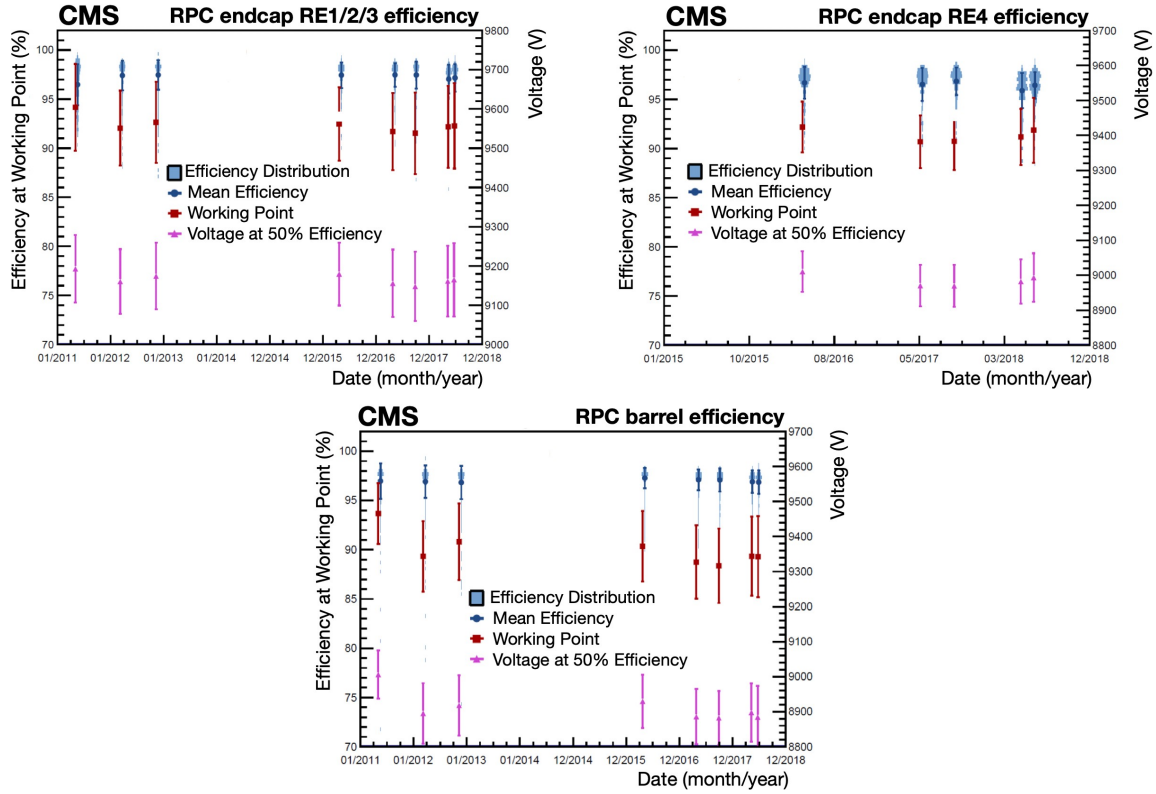 CMS
RPC endcap RE1/2/3 efficiency
Efficiency at Working Point (%)
Voltage (V)
100
95
90
85
80
75
70
9800
9700
9600
9500
9400
9300
9200
9100
9000
Efficiency Distribution
Mean Efficiency
Working Point
Voltage at 50% Efficiency
01/2011
01/2012
01/2013
01/2014
12/2014
12/2015
12/2016
12/2017
12/2018
Date (month/year)
CMS
RPC endcap RE4 efficiency
Efficiency at Working Point (%)
Voltage (V)
100
95
90
85
80
75
70
9700
9600
9500
9400
9300
9200
9100
9000
8900
8800
Efficiency Distribution
Mean Efficiency
Working Point
Voltage at 50% Efficiency
01/2015
10/2015
08/2016
05/2017
03/2018
12/2018
Date (month/year)
CMS
RPC barrel efficiency
Efficiency at Working Point (%)
Voltage (V)
100
95
90
85
80
75
70
9700
9600
9500
9400
9300
9200
9100
9000
8900
8800
Efficiency Distribution
Mean Efficiency
Working Point
Voltage at 50% Efficiency
01/2011
01/2012
01/2013
01/2014
12/2014
12/2015
12/2016
12/2017
12/2018
Date (month/year)